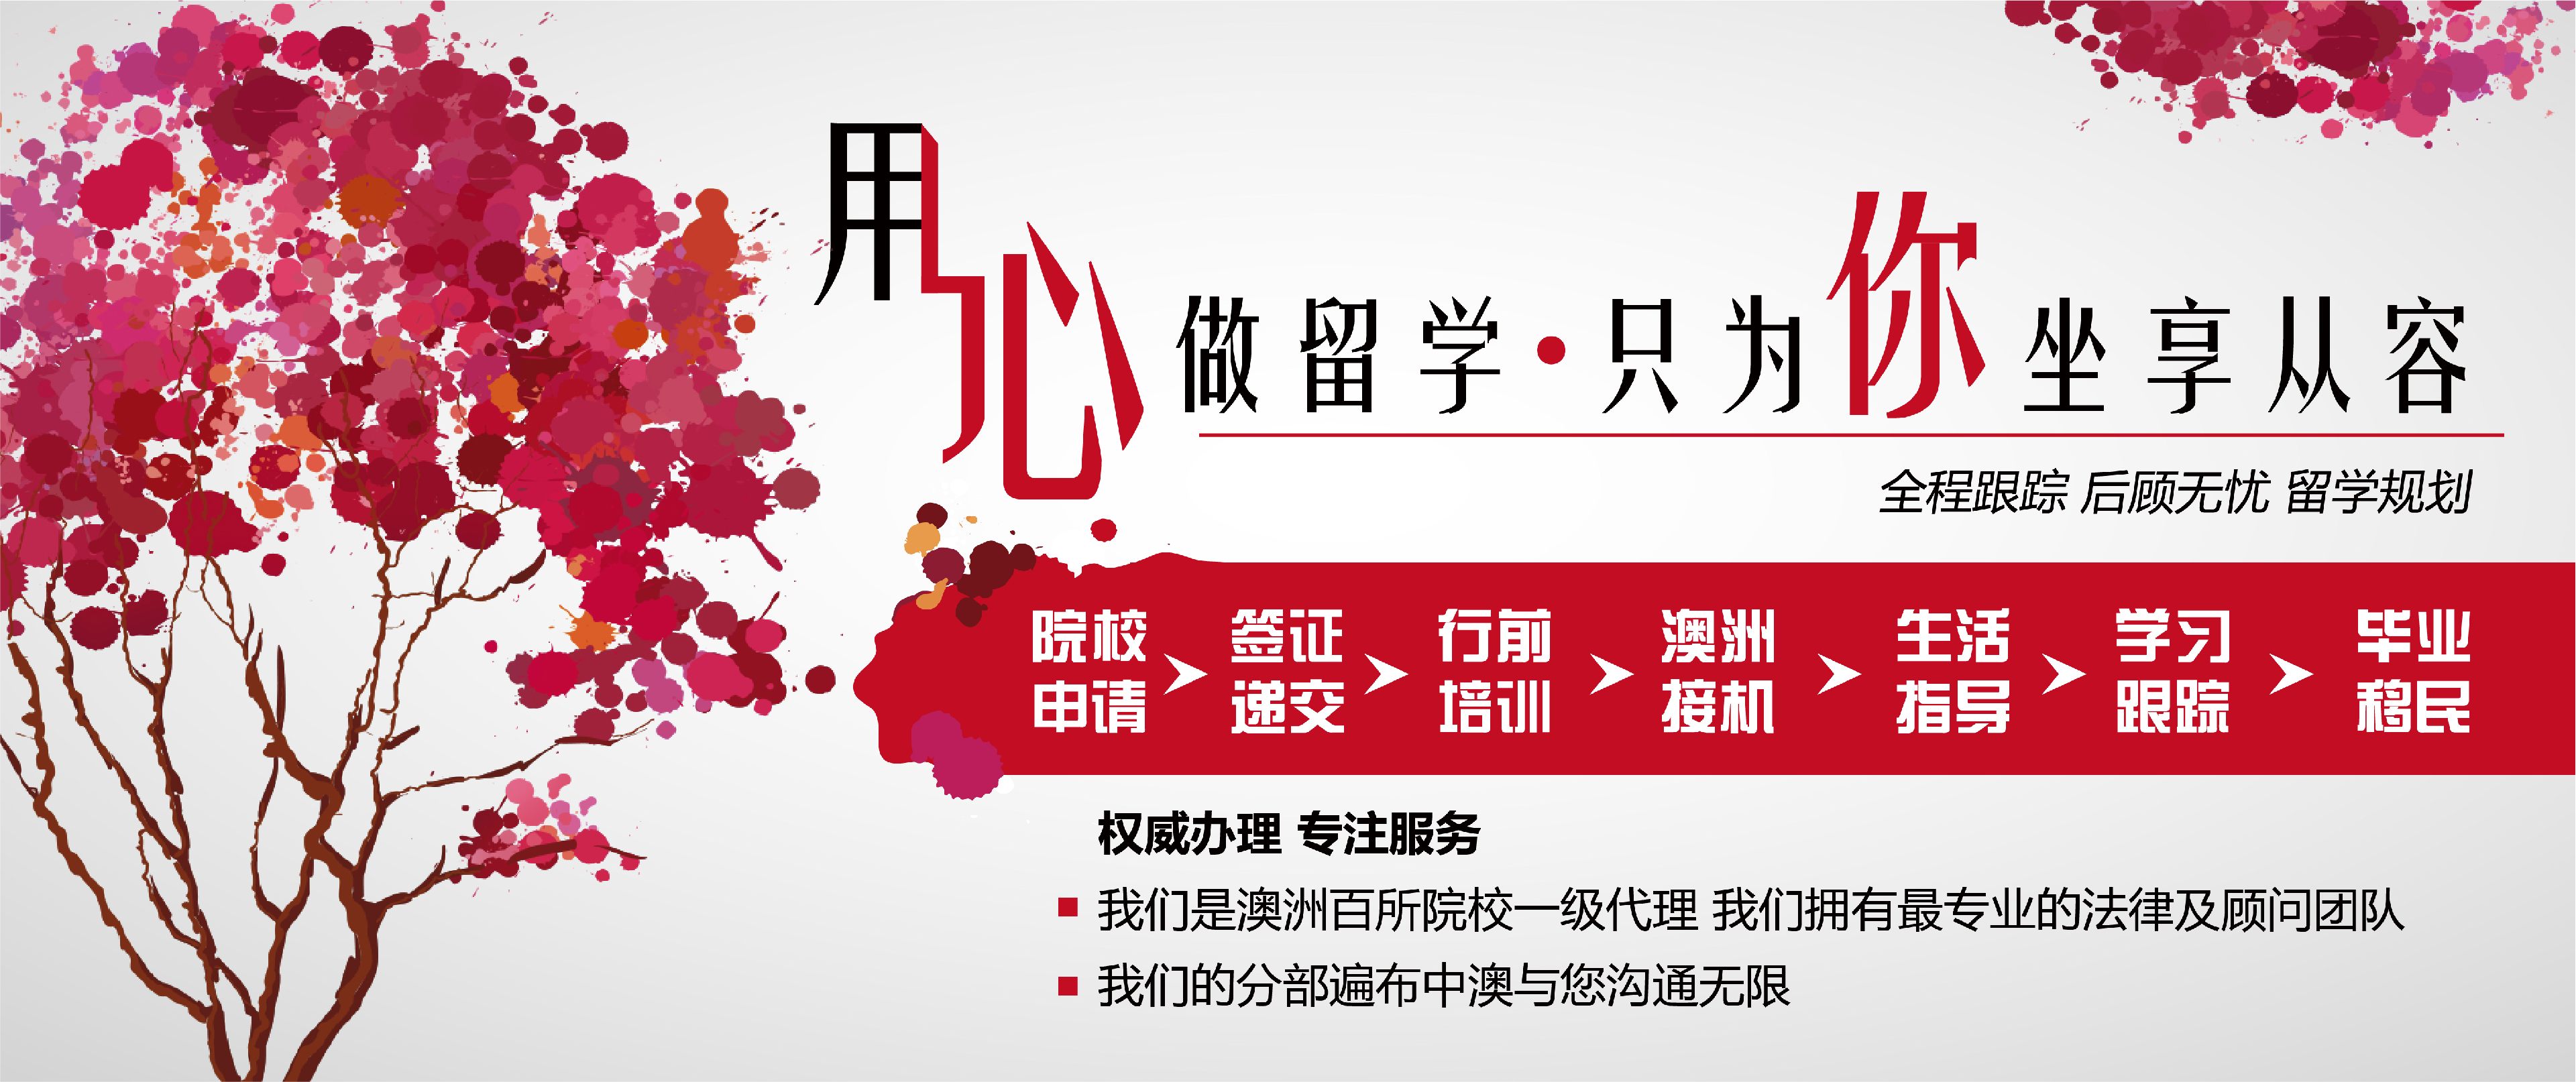 用心做留学·只为你坐享从容
全程跟踪 后顾无忧 留学规划
院校申请 > 签证递交 > 行前培训 > 澳洲接机 > 生活指导 > 学习跟踪 > 毕业移民
权威办理 专注服务
■ 我们是澳洲百所院校一级代理 我们拥有最专业的法律及顾问团队
■ 我们的分部遍布中澳与您沟通无限